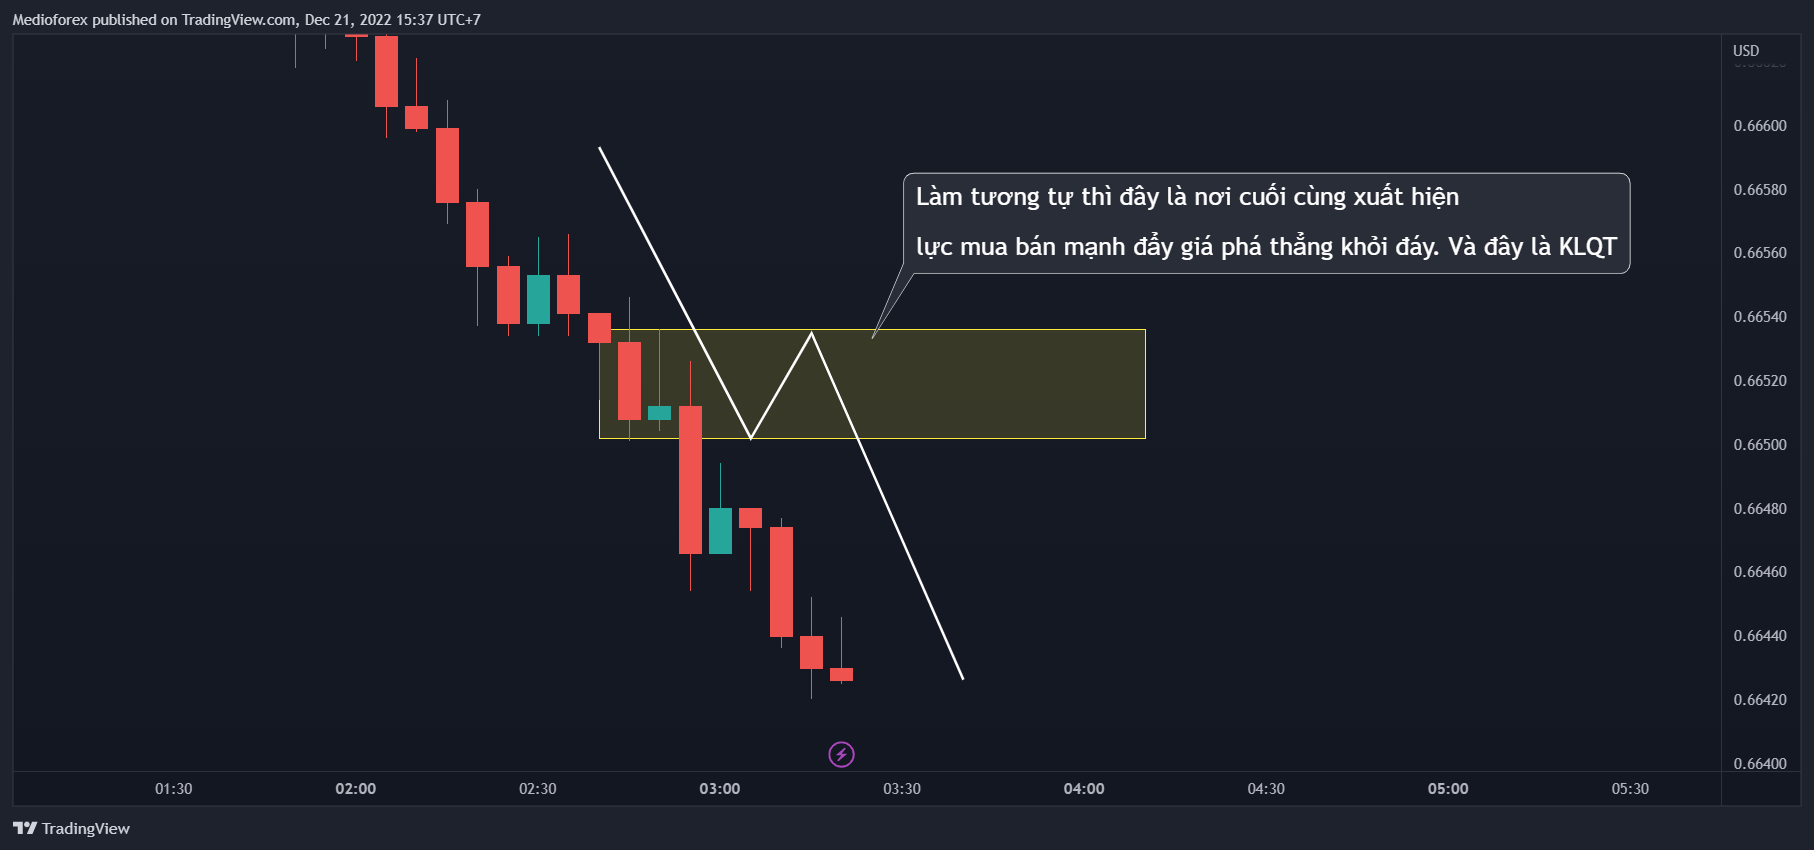 Medioforex published on TradingView.com, Dec 21, 2022 15:37 UTC+7
USD
0.66600
0.66580
Làm tương tự thì đây là nơi cuối cùng xuất hiện
lực mua bán mạnh đẩy giá phá thẳng khỏi đáy. Và đây là KLQT
0.66560
0.66540
0.66520
0.66500
0.66480
0.66460
0.66440
0.66420
0.66400
01:30 02:00 02:30 03:00 03:30 04:00 04:30 05:00 05:30
TradingView